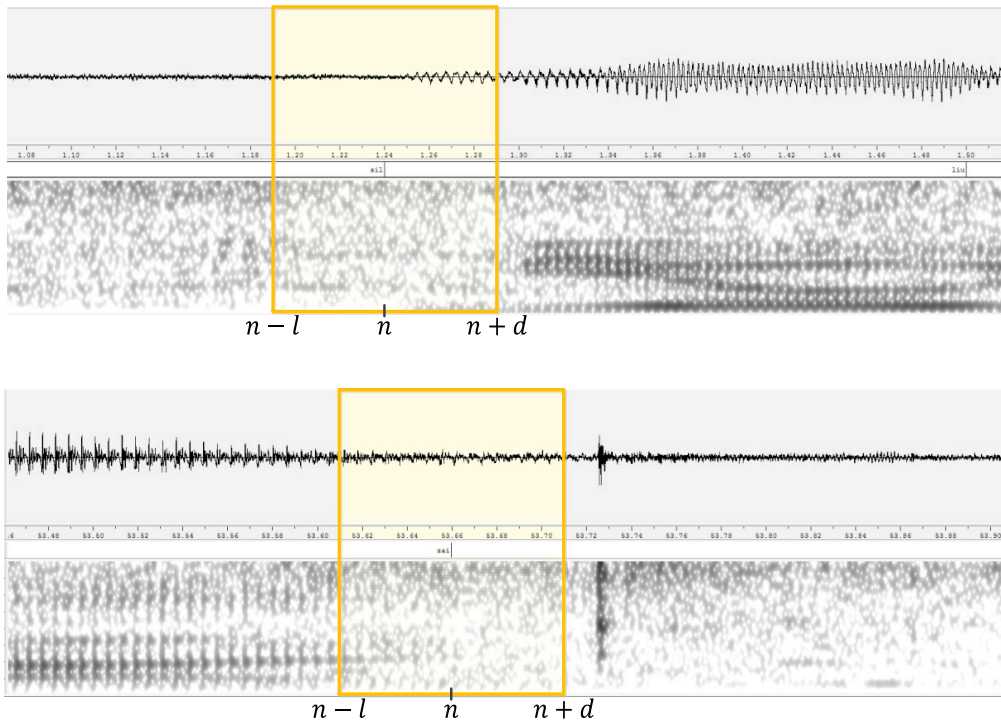 1.08 1.10 1.12 1.14 1.16 1.18 1.20 1.22 1.24 1.26 1.28 1.30 1.32 1.34 1.36 1.38 1.40 1.42 1.44 1.46 1.48 1.50
sil liu
n − l n n + d
.6 53.48 53.50 53.52 53.54 53.56 53.58 53.60 53.62 53.64 53.66 53.68 53.70 53.72 53.74 53.76 53.78 53.80 53.82 53.84 53.86 53.88 53.90
sai
n − l n n + d